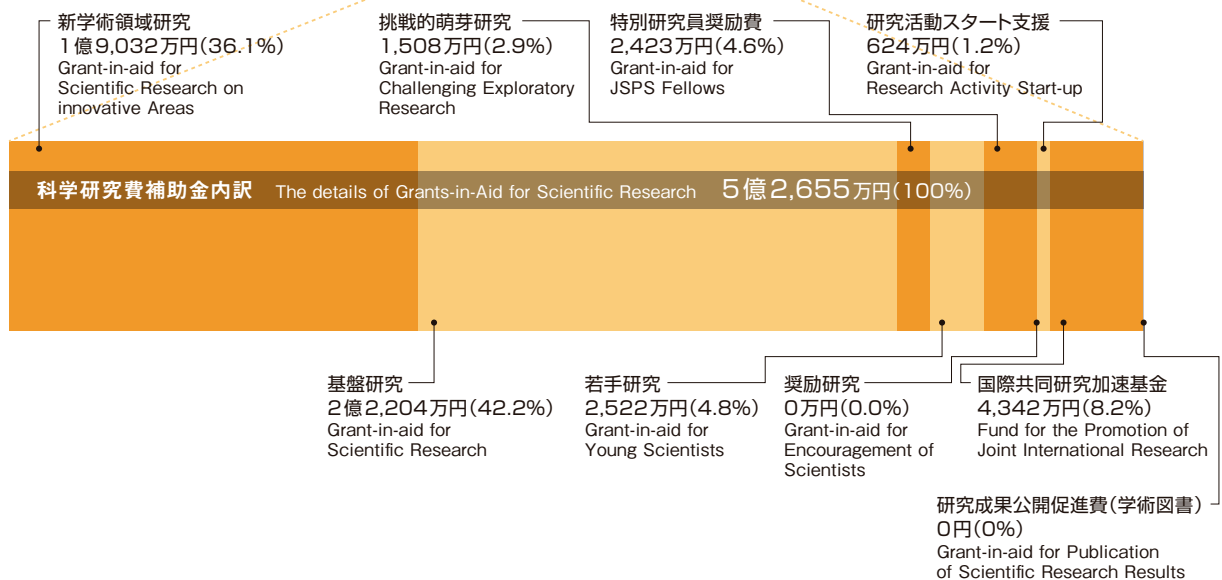 新学術領域研究
1億9,032万円(36.1%)
Grant-in-aid for
Scientific Research on
innovative Areas
挑戦的萌芽研究
1,508万円(2.9%)
Grant-in-aid for
Challenging Exploratory
Research
特別研究員奨励費
2,423万円(4.6%)
Grant-in-aid for
JSPS Fellows
研究活動スタート支援
624万円(1.2%)
Grant-in-aid for
Research Activity Start-up
科学研究費補助金内訳 The details of Grants-in-Aid for Scientific Research 5億2,655万円(100%)
基盤研究
2億2,204万円(42.2%)
Grant-in-aid for
Scientific Research
若手研究
2,522万円(4.8%)
Grant-in-aid for
Young Scientists
奨励研究
0万円(0.0%)
Grant-in-aid for
Encouragement of
Scientists
国際共同研究加速基金
4,342万円(8.2%)
Fund for the Promotion of
Joint International Research
研究成果公開促進費(学術図書)
0円(0%)
Grant-in-aid for Publication
of Scientific Research Results